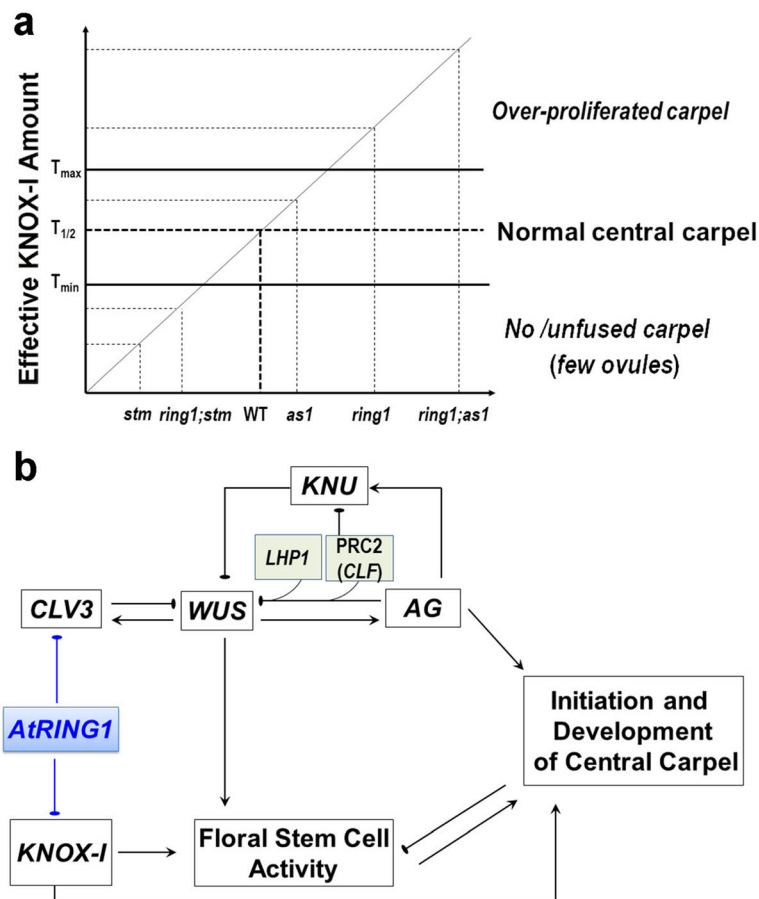 a
Effective KNOX-I Amount
Over-proliferated carpel
Tmax
T1/2
Normal central carpel
Tmin
No /unfused carpel
(few ovules)
stm ring1;stm WT as1 ring1 ring1;as1
b
KNU
LHP1
PRC2
(CLF)
CLV3
WUS
AG
AtRING1
Initiation and
Development
of Central Carpel
KNOX-I
Floral Stem Cell
Activity